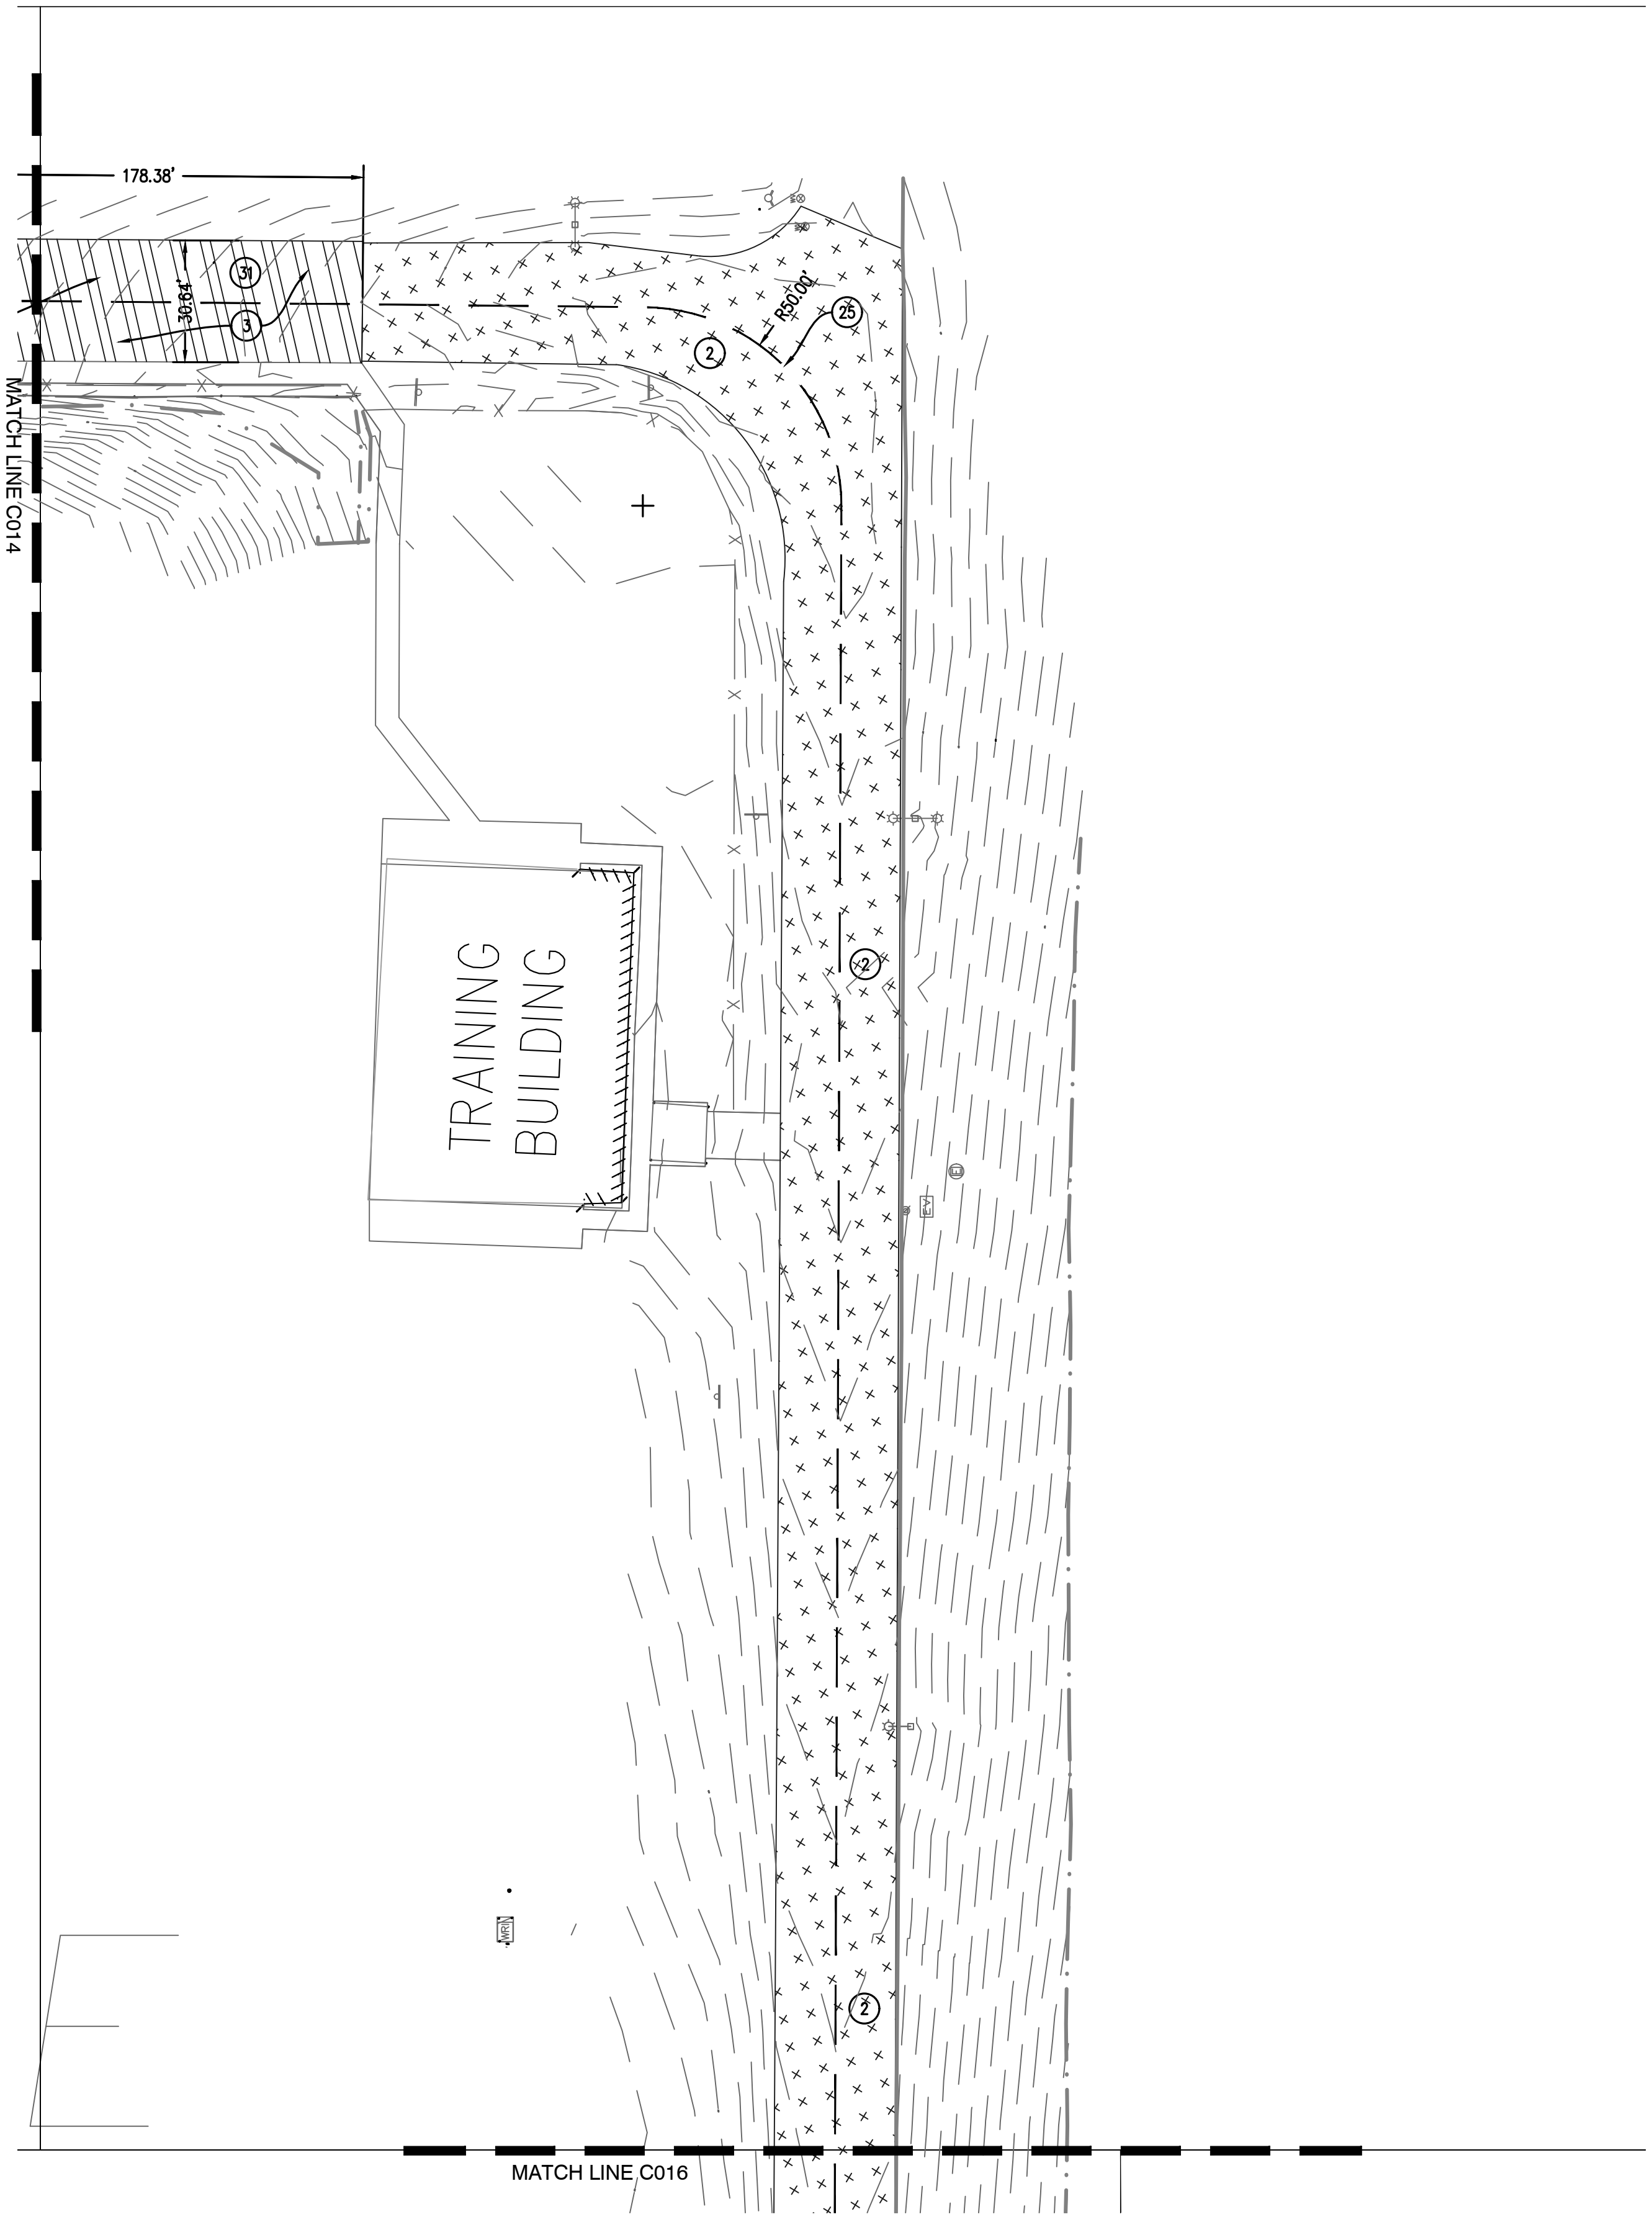 178.38'
31
30.64'
3
R50.00'
25
2
MATCH LINE C014
2
TRAINING
BUILDING
EV
WRIN
2
MATCH LINE C016